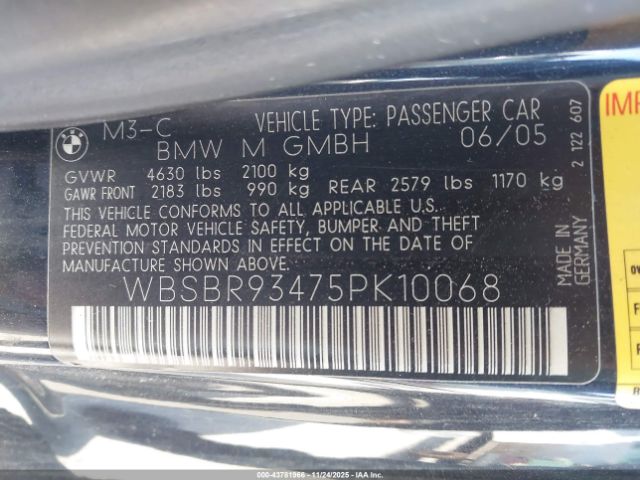 BMW
M3-C VEHICLE TYPE: PASSENGER CAR
BMW M GMBH 06/05
GVWR 4630 lbs 2100 kg
GAWR FRONT 2183 lbs 990 kg REAR 2579 lbs 1170 kg
THIS VEHICLE CONFORMS TO ALL APPLICABLE U.S.
FEDERAL MOTOR VEHICLE SAFETY, BUMPER AND THEFT
PREVENTION STANDARDS IN EFFECT ON THE DATE OF
MANUFACTURE SHOWN ABOVE.
WBSBR93475PK10068
MADE IN
GERMANY
2 122 607
000-43781966 - 11/24/2025 - IAAI.COM